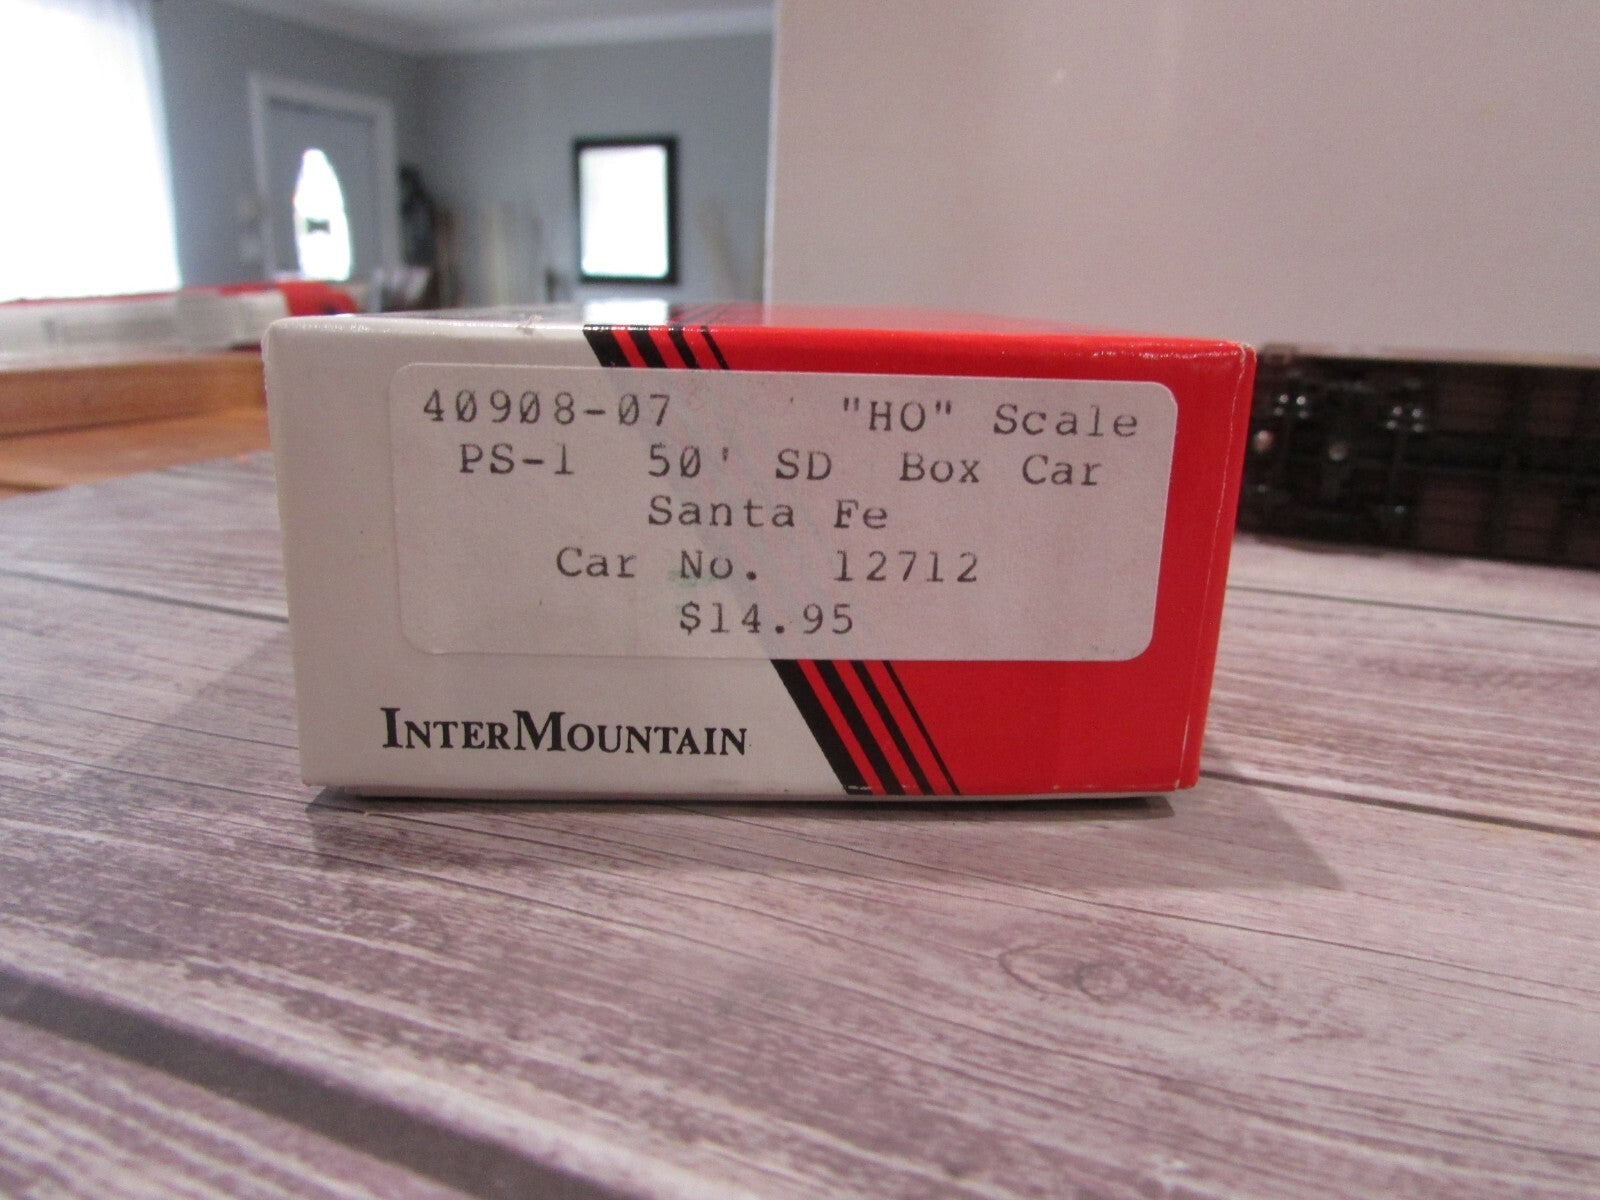 40908-07 "HO" Scale
PS-1 50' SD Box Car
Santa Fe
Car No. 12712
$14.95
INTERMOUNTAIN